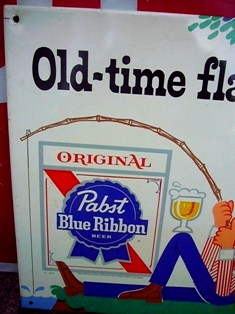 Old-time fla
ORIGINAL
Pabst
Blue Ribbon
BEER